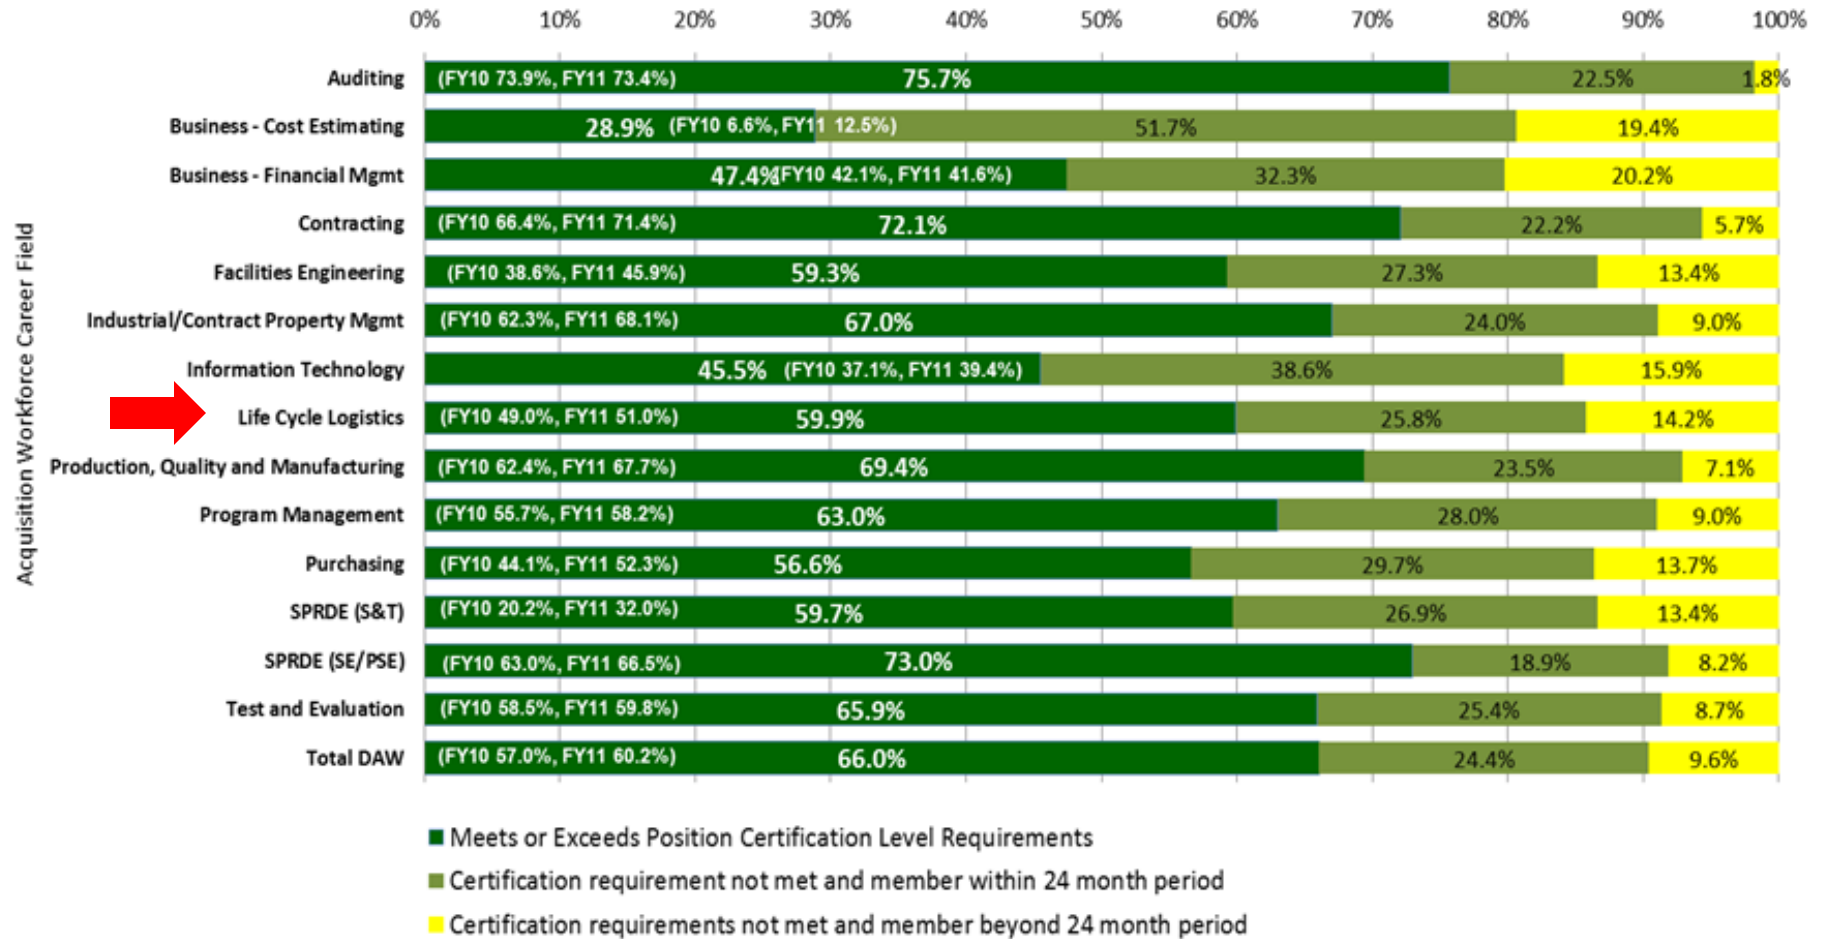 0% 10% 20% 30% 40% 50% 60% 70% 80% 90% 100%
Acquisition Workforce Career Field
Auditing (FY10 73.9%, FY11 73.4%) 75.7% 22.5% 1.8%
Business - Cost Estimating 28.9% (FY10 6.6%, FY11 12.5%) 51.7% 19.4%
Business - Financial Mgmt 47.4% (FY10 42.1%, FY11 41.6%) 32.3% 20.2%
Contracting (FY10 66.4%, FY11 71.4%) 72.1% 22.2% 5.7%
Facilities Engineering (FY10 38.6%, FY11 45.9%) 59.3% 27.3% 13.4%
Industrial/Contract Property Mgmt (FY10 62.3%, FY11 68.1%) 67.0% 24.0% 9.0%
Information Technology 45.5% (FY10 37.1%, FY11 39.4%) 38.6% 15.9%
Life Cycle Logistics (FY10 49.0%, FY11 51.0%) 59.9% 25.8% 14.2%
Production, Quality and Manufacturing (FY10 62.4%, FY11 67.7%) 69.4% 23.5% 7.1%
Program Management (FY10 55.7%, FY11 58.2%) 63.0% 28.0% 9.0%
Purchasing (FY10 44.1%, FY11 52.3%) 56.6% 29.7% 13.7%
SPRDE (S&T) (FY10 20.2%, FY11 32.0%) 59.7% 26.9% 13.4%
SPRDE (SE/PSE) (FY10 63.0%, FY11 66.5%) 73.0% 18.9% 8.2%
Test and Evaluation (FY10 58.5%, FY11 59.8%) 65.9% 25.4% 8.7%
Total DAW (FY10 57.0%, FY11 60.2%) 66.0% 24.4% 9.6%
Meets or Exceeds Position Certification Level Requirements
Certification requirement not met and member within 24 month period
Certification requirements not met and member beyond 24 month period